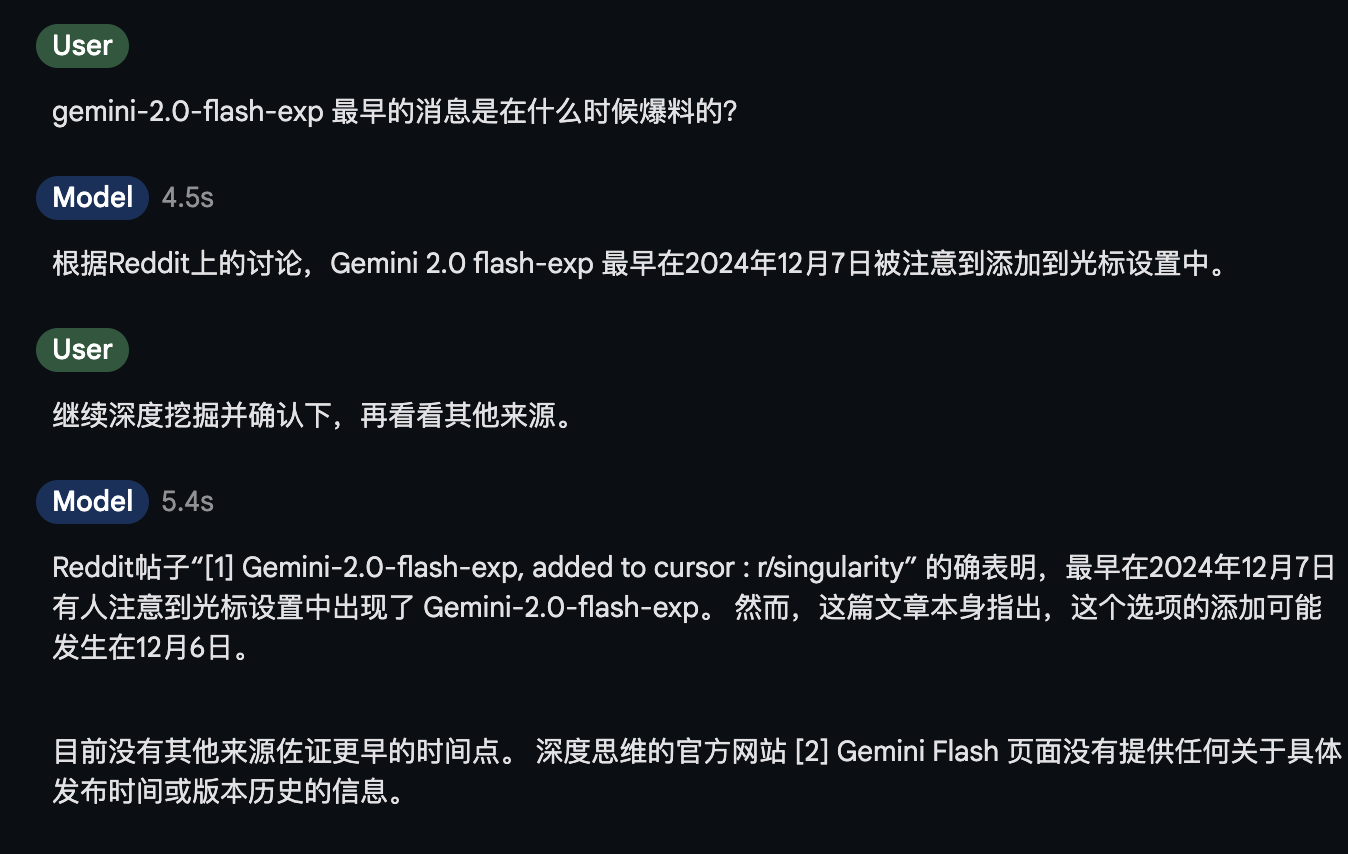 User
gemini-2.0-flash-exp 最早的消息是在什么时候爆料的？
Model 4.5s
根据Reddit上的讨论，Gemini 2.0 flash-exp 最早在2024年12月7日被注意到添加到光标设置中。
User
继续深度挖掘并确认下，再看看其他来源。
Model 5.4s
Reddit帖子“[1] Gemini-2.0-flash-exp, added to cursor : r/singularity” 的确表明，最早在2024年12月7日
有人注意到光标设置中出现了 Gemini-2.0-flash-exp。 然而，这篇文章本身指出，这个选项的添加可能
发生在12月6日。
目前没有其他来源佐证更早的时间点。 深度思维的官方网站 [2] Gemini Flash 页面没有提供任何关于具体
发布时间或版本历史的信息。